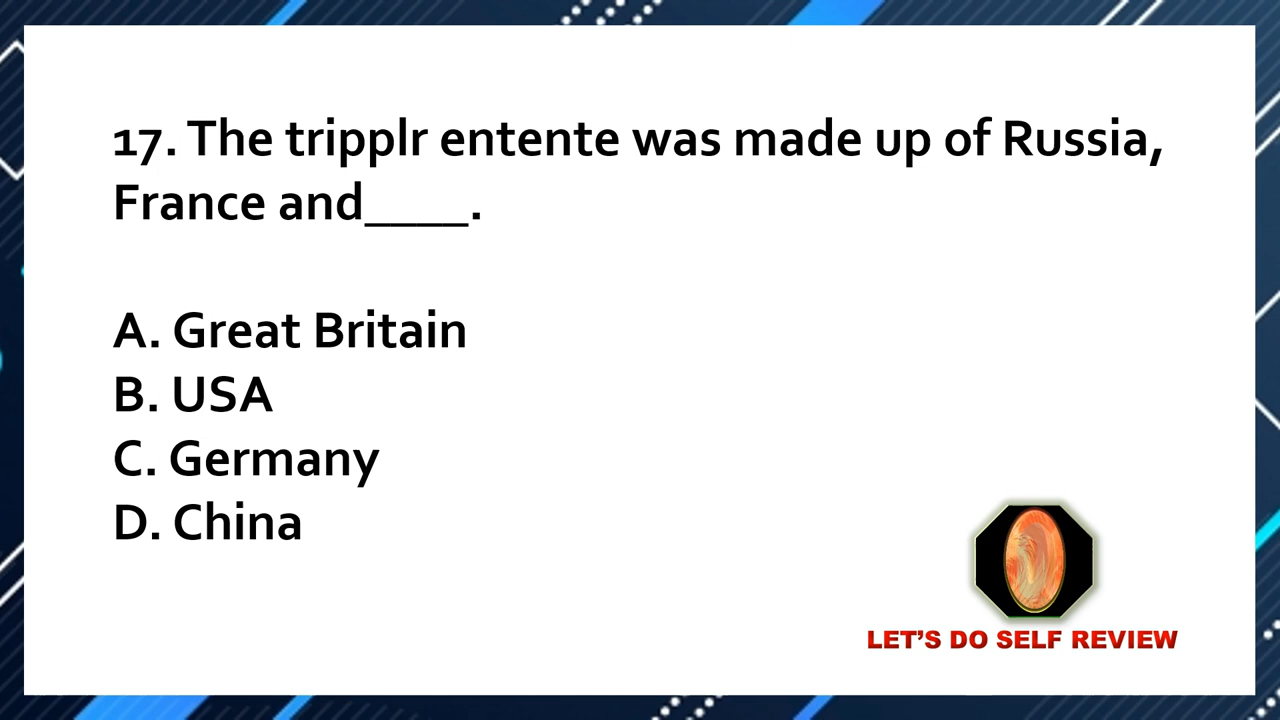 17. The tripplr entente was made up of Russia,
France and____.
A. Great Britain
B. USA
C. Germany
D. China
LET'S DO SELF REVIEW